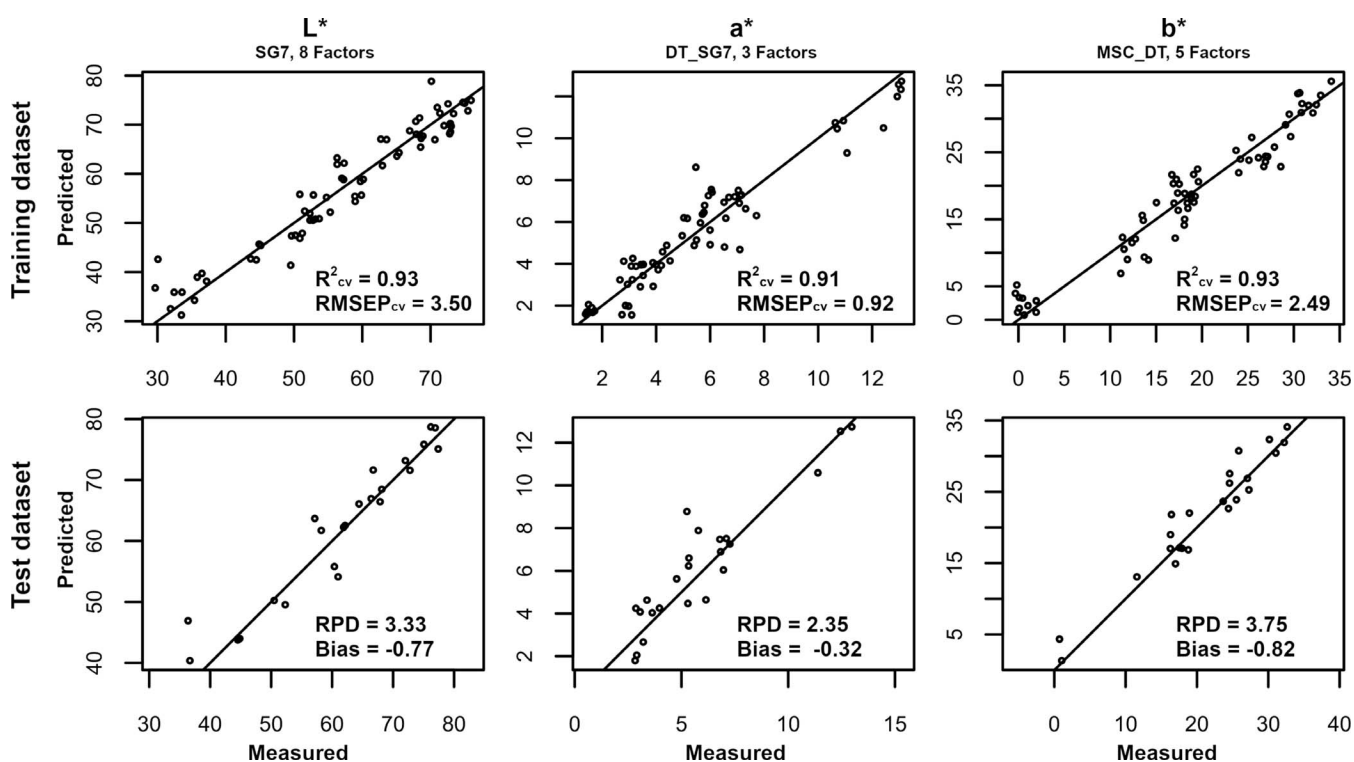 L*
SG7, 8 Factors
a*
DT_SG7, 3 Factors
b*
MSC_DT, 5 Factors
Training dataset
Predicted
80
70
60
50
40
30
R²cv = 0.93
RMSEPcv = 3.50
30 40 50 60 70
10
8
6
4
2
R²cv = 0.91
RMSEPcv = 0.92
2 4 6 8 10 12
35
25
15
5
0
R²cv = 0.93
RMSEPcv = 2.49
0 5 10 15 20 25 30 35
Test dataset
Predicted
80
70
60
50
40
RPD = 3.33
Bias = -0.77
30 40 50 60 70 80
Measured
12
10
8
6
4
2
RPD = 2.35
Bias = -0.32
0 5 10 15
Measured
35
25
15
5
RPD = 3.75
Bias = -0.82
0 10 20 30 40
Measured